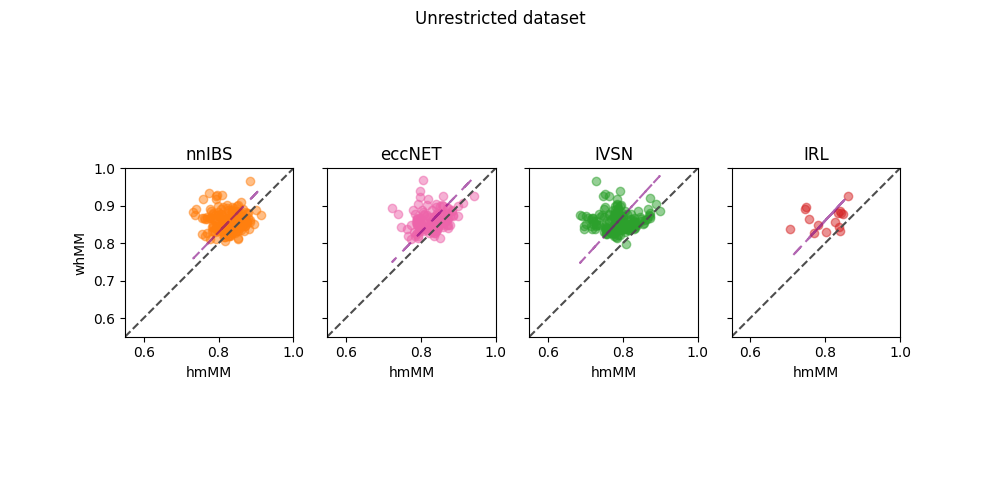 Unrestricted dataset
nnIBS
eccNET
IVSN
IRL
1.0
0.9
0.8
0.7
0.6
whMM
0.6 0.8 1.0
0.6 0.8 1.0
0.6 0.8 1.0
0.6 0.8 1.0
hmMM
hmMM
hmMM
hmMM